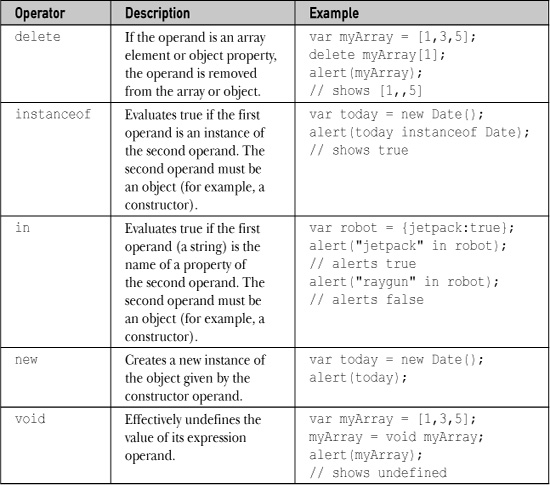 Operator Description Example
delete If the operand is an array var myArray = [1,3,5];
element or object property, delete myArray[1];
the operand is removed alert(myArray);
from the array or object. // shows [1,,5]
instanceof Evaluates true if the first var today = new Date();
operand is an instance of alert(today instanceof Date);
the second operand. The // shows true
second operand must be
an object (for example, a
constructor).
in Evaluates true if the first var robot = {jetpack:true};
operand (a string) is the alert("jetpack" in robot);
name of a property of // alerts true
the second operand. The alert("raygun" in robot);
second operand must be // alerts false
an object (for example, a
constructor).
new Creates a new instance of var today = new Date();
the object given by the alert(today);
constructor operand.
void Effectively undefines the var myArray = [1,3,5];
value of its expression myArray = void myArray;
operand. alert(myArray);
// shows undefined